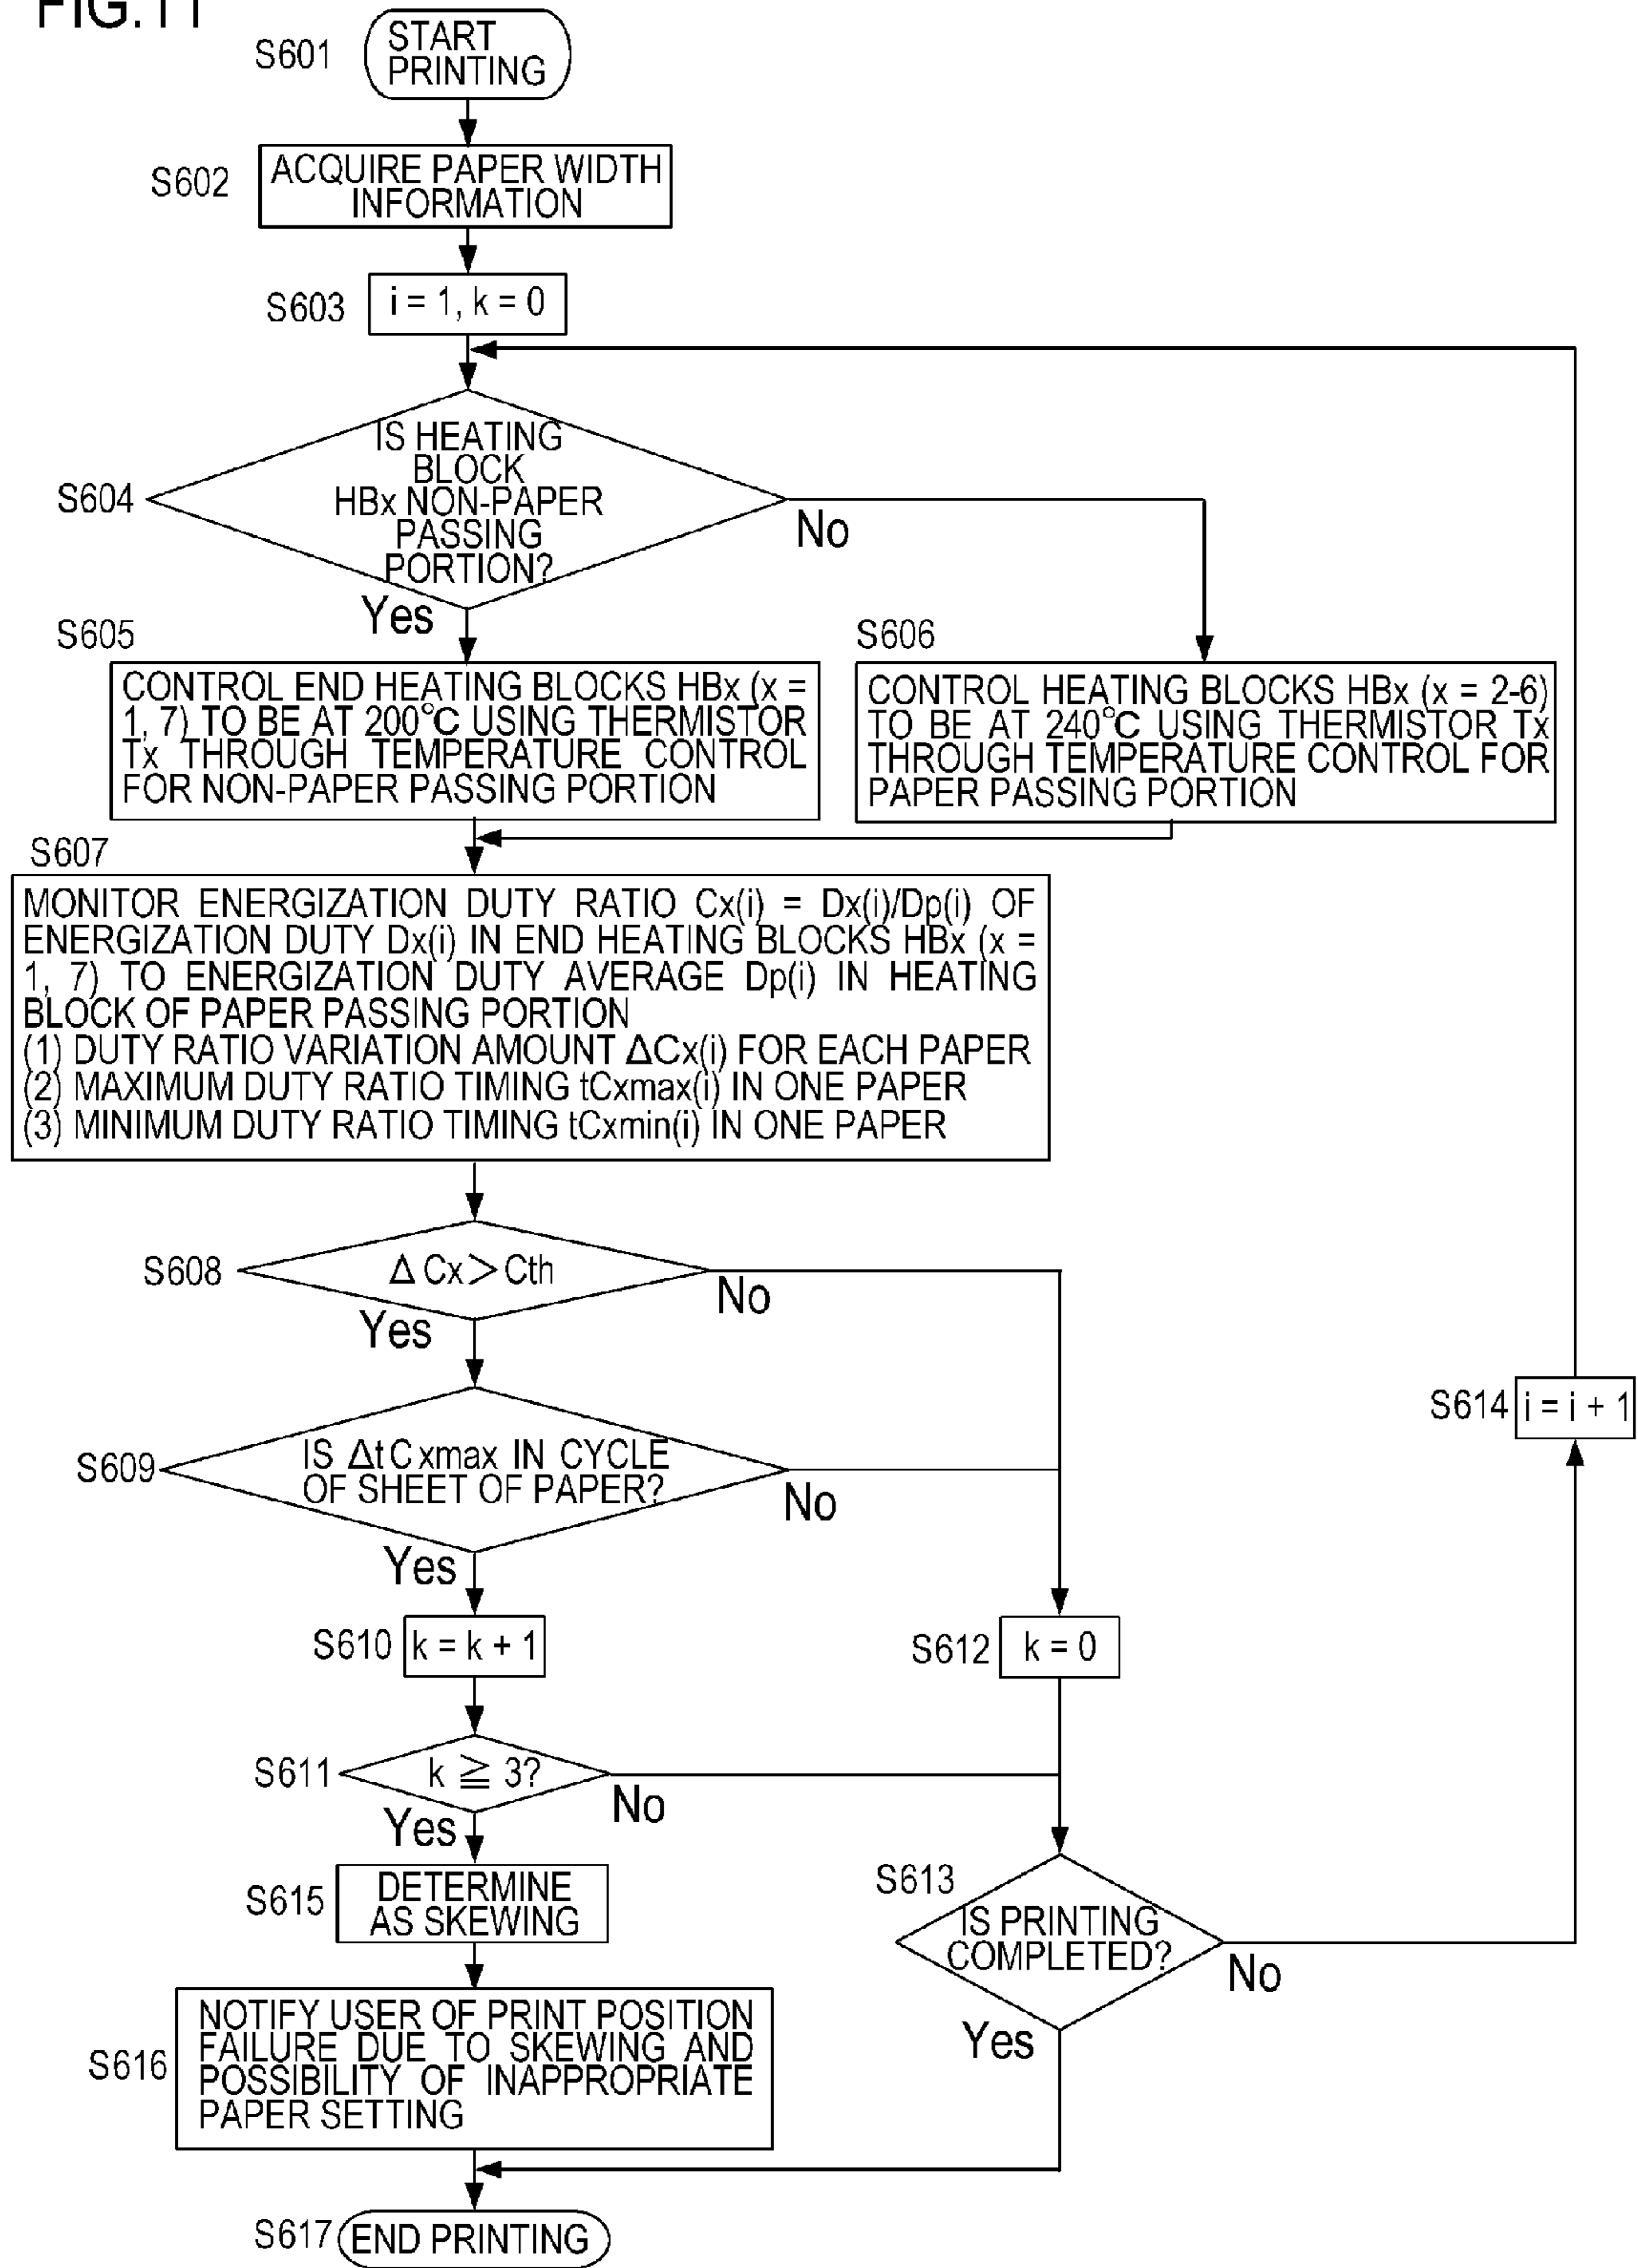 FIG.11
S601
START
PRINTING
S602
ACQUIRE PAPER WIDTH
INFORMATION
S603
i = 1, k = 0
S604
IS HEATING
BLOCK
HBx NON-PAPER
PASSING
PORTION?
No
Yes
S605
CONTROL END HEATING BLOCKS HBx (x =
1, 7) TO BE AT 200℃ USING THERMISTOR
Tx THROUGH TEMPERATURE CONTROL
FOR NON-PAPER PASSING PORTION
S606
CONTROL HEATING BLOCKS HBx (x = 2-6)
TO BE AT 240℃ USING THERMISTOR Tx
THROUGH TEMPERATURE CONTROL FOR
PAPER PASSING PORTION
S607
MONITOR ENERGIZATION DUTY RATIO Cx(i) = Dx(i)/Dp(i) OF
ENERGIZATION DUTY Dx(i) IN END HEATING BLOCKS HBx (x =
1, 7) TO ENERGIZATION DUTY AVERAGE Dp(i) IN HEATING
BLOCK OF PAPER PASSING PORTION
(1) DUTY RATIO VARIATION AMOUNT ΔCx(i) FOR EACH PAPER
(2) MAXIMUM DUTY RATIO TIMING tCxmax(i) IN ONE PAPER
(3) MINIMUM DUTY RATIO TIMING tCxmin(i) IN ONE PAPER
S608
Δ Cx＞Cth
No
Yes
S614
i = i + 1
S609
IS Δt C xmax IN CYCLE
OF SHEET OF PAPER?
No
Yes
S610
k = k + 1
S612
k = 0
S611
k ≧ 3?
No
Yes
S615
DETERMINE
AS SKEWING
S613
IS PRINTING
COMPLETED?
No
Yes
S616
NOTIFY USER OF PRINT POSITION
FAILURE DUE TO SKEWING AND
POSSIBILITY OF INAPPROPRIATE
PAPER SETTING
S617
END PRINTING